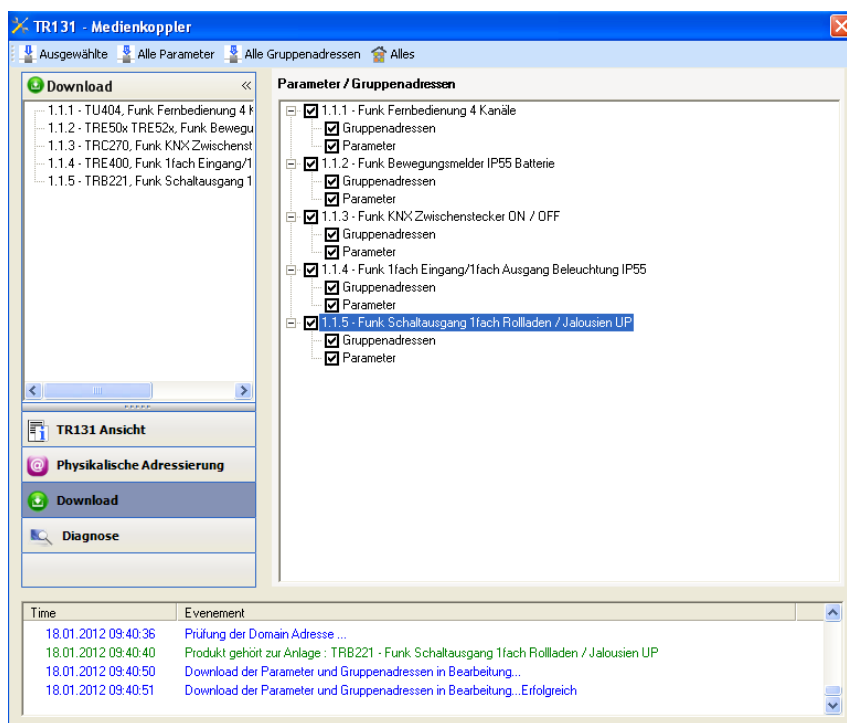 TR131 - Medienkoppler
Ausgewählte Alle Parameter Alle Gruppenadressen Alles
Download
1.1.1 - TU404, Funk Fernbedienung 4
1.1.2 - TRE50x TRE52x, Funk Bewegu
1.1.3 - TRC270, Funk KNX Zwischenst
1.1.4 - TRE400, Funk 1fach Eingang/1
1.1.5 - TRB221, Funk Schaltausgang 1
TR131 Ansicht
Physikalische Adressierung
Download
Diagnose
Parameter / Gruppenadressen
1.1.1 - Funk Fernbedienung 4 Kanäle
Gruppenadressen
Parameter
1.1.2 - Funk Bewegungsmelder IP55 Batterie
Gruppenadressen
Parameter
1.1.3 - Funk KNX Zwischenstecker ON / OFF
Gruppenadressen
Parameter
1.1.4 - Funk 1fach Eingang/1fach Ausgang Beleuchtung IP55
Gruppenadressen
Parameter
1.1.5 - Funk Schaltausgang 1fach Rollladen / Jalousien UP
Gruppenadressen
Parameter
Time Evenement
18.01.2012 09:40:36 Prüfung der Domain Adresse ...
18.01.2012 09:40:40 Produkt gehört zur Anlage : TRB221 - Funk Schaltausgang 1fach Rollladen / Jalousien UP
18.01.2012 09:40:50 Download der Parameter und Gruppenadressen in Bearbeitung...
18.01.2012 09:40:51 Download der Parameter und Gruppenadressen in Bearbeitung...Erfolgreich